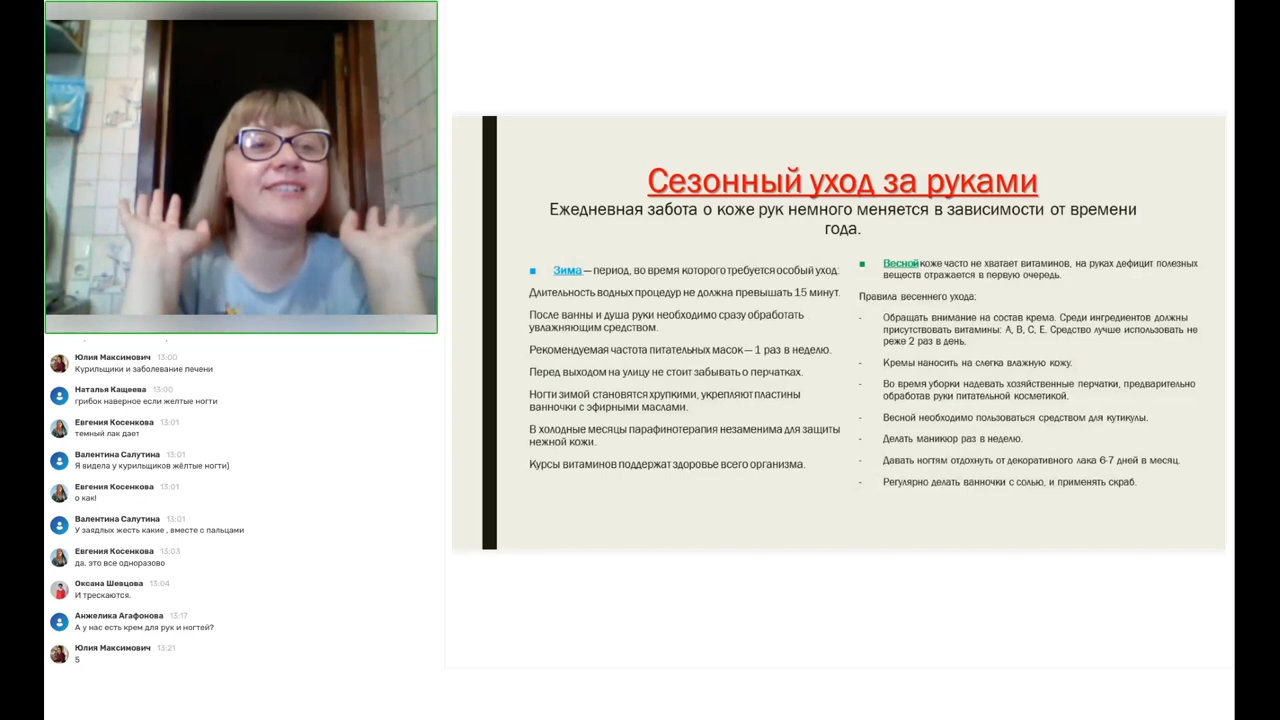 Юлия Максимович 13:00
Курильщики и заболевание печени
Наталья Кащеева 13:00
грибок наверное если желтые ногти
Евгения Косенкова 13:01
темный лак дает
Валентина Салутина 13:01
Я видела у курильщиков жёлтые ногти)
Евгения Косенкова 13:01
о как!
Валентина Салутина 13:01
У заядлых жесть какие , вместе с пальцами
Евгения Косенкова 13:03
да. это все одноразово
Оксана Шевцова 13:04
И трескаются.
Анжелика Агафонова 13:17
А у нас есть крем для рук и ногтей?
Юлия Максимович 13:21
5
Сезонный уход за руками
Ежедневная забота о коже рук немного меняется в зависимости от времени
года.
Зима — период, во время которого требуется особый уход:
Длительность водных процедур не должна превышать 15 минут.
После ванны и душа руки необходимо сразу обработать
увлажняющим средством.
Рекомендуемая частота питательных масок — 1 раз в неделю.
Перед выходом на улицу не стоит забывать о перчатках.
Ногти зимой становятся хрупкими, укрепляют пластины
ванночки с эфирными маслами.
В холодные месяцы парафинотерапия незаменима для защиты
нежной кожи.
Курсы витаминов поддержат здоровье всего организма.
Весной коже часто не хватает витаминов, на руках дефицит полезных
веществ отражается в первую очередь.
Правила весеннего ухода:
- Обращать внимание на состав крема. Среди ингредиентов должны
присутствовать витамины: A, B, C, E. Средство лучше использовать не
реже 2 раз в день.
- Кремы наносить на слегка влажную кожу.
- Во время уборки надевать хозяйственные перчатки, предварительно
обработав руки питательной косметикой.
- Весной необходимо пользоваться средством для кутикулы.
- Делать маникюр раз в неделю.
- Давать ногтям отдохнуть от декоративного лака 6-7 дней в месяц.
- Регулярно делать ванночки с солью, и применять скраб.